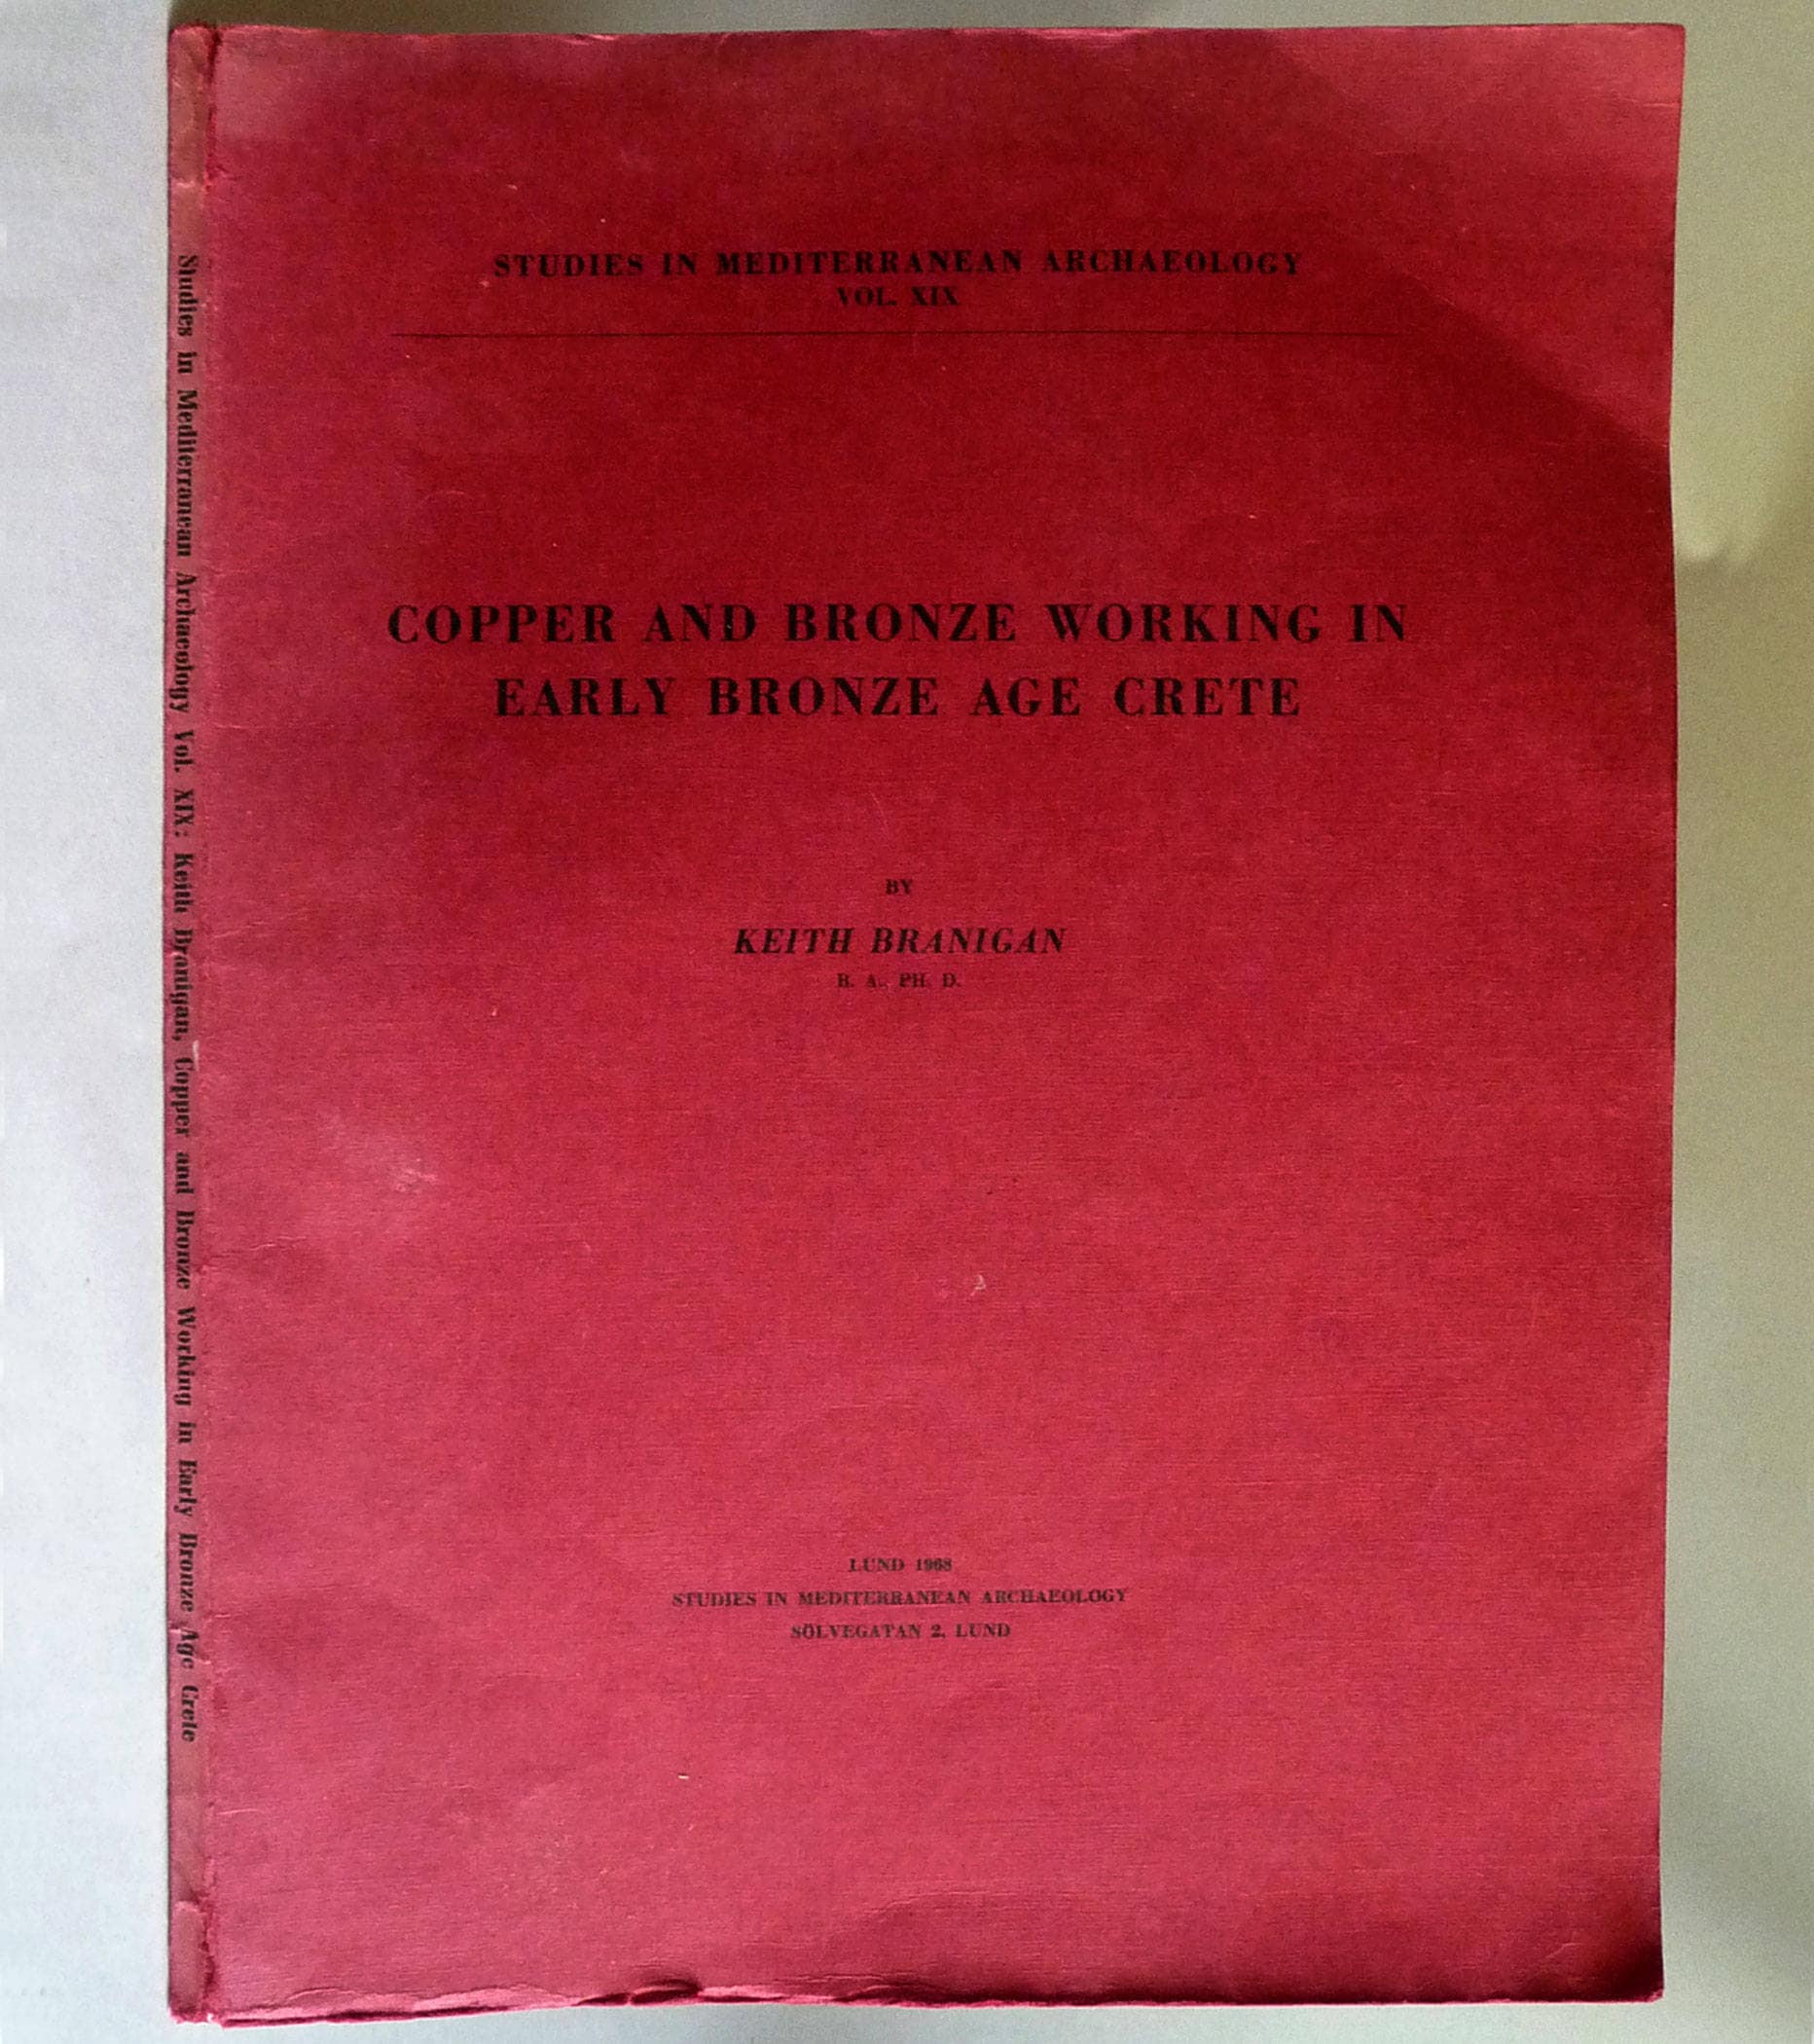 STUDIES IN MEDITERRANEAN ARCHAEOLOGY
VOL. XIX
COPPER AND BRONZE WORKING IN
EARLY BRONZE AGE CRETE
BY
KEITH BRANIGAN
B. A., PH. D.
LUND 1968
STUDIES IN MEDITERRANEAN ARCHAEOLOGY
SÖLVEGATAN 2, LUND
Studies in Mediterranean Archaeology Vol. XIX: Keith Branigan, Copper and Bronze Working in Early Bronze Age Crete